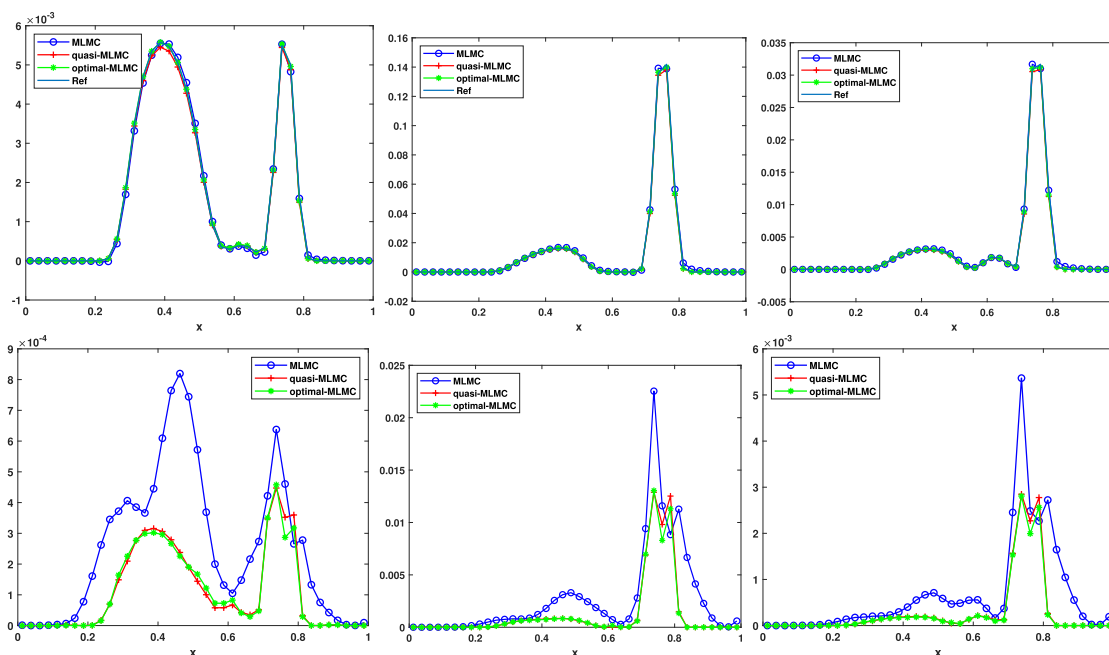 ×10⁻³
6
5
4
3
2
1
0
-1
0 0.2 0.4 0.6 0.8 1
x
MLMC
quasi-MLMC
optimal-MLMC
Ref
0.16
0.14
0.12
0.1
0.08
0.06
0.04
0.02
0
-0.02
0 0.2 0.4 0.6 0.8 1
x
MLMC
quasi-MLMC
optimal-MLMC
Ref
0.035
0.03
0.025
0.02
0.015
0.01
0.005
0
-0.005
0 0.2 0.4 0.6 0.8
x
MLMC
quasi-MLMC
optimal-MLMC
Ref
×10⁻⁴
9
8
7
6
5
4
3
2
1
0
0 0.2 0.4 0.6 0.8 1
x
MLMC
quasi-MLMC
optimal-MLMC
0.025
0.02
0.015
0.01
0.005
0
0 0.2 0.4 0.6 0.8 1
x
MLMC
quasi-MLMC
optimal-MLMC
×10⁻³
6
5
4
3
2
1
0
0 0.2 0.4 0.6 0.8
x
MLMC
quasi-MLMC
optimal-MLMC